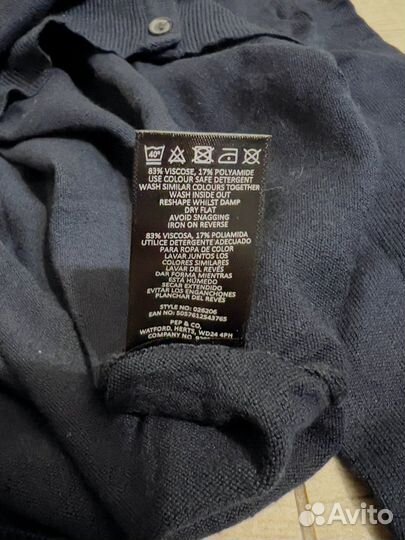 40°
83% VISCOSE, 17% POLYAMIDE
USE COLOUR SAFE DETERGENT
WASH SIMILAR COLOURS TOGETHER
WASH INSIDE OUT
RESHAPE WHILST DAMP
DRY FLAT
AVOID SNAGGING
IRON ON REVERSE
83% VISCOSA, 17% POLIAMIDA
UTILICE DETERGENTE ADECUADO
PARA ROPA DE COLOR
LAVAR JUNTOS LOS
COLORES SIMILARES
LAVAR DEL REVÉS
DAR FORMA MIENTRAS
ESTÁ HÚMEDO
SECAR EXTENDIDO
EVITAR LOS ENGANCHONES
PLANCHAR DEL REVÉS
STYLE NO: 026206
EAN NO: 5057612543765
PEP & CO,
WATFORD, HERTS, WD24 4PH
COMPANY NO.
Avito